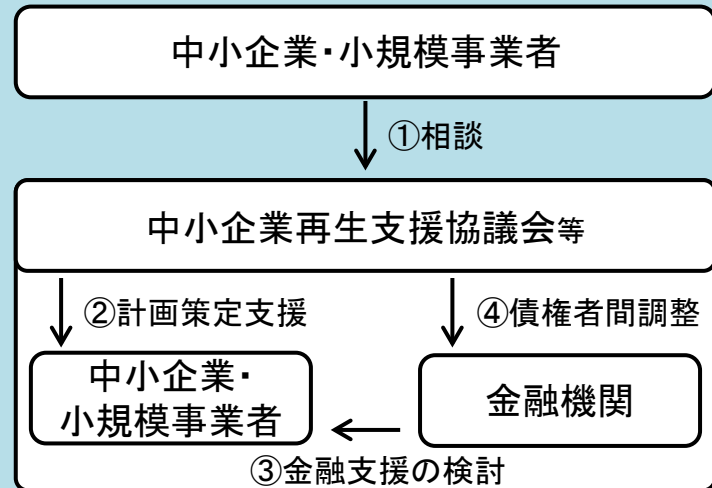 中小企業・小規模事業者
①相談
中小企業再生支援協議会等
②計画策定支援
④債権者間調整
中小企業・
小規模事業者
金融機関
③金融支援の検討